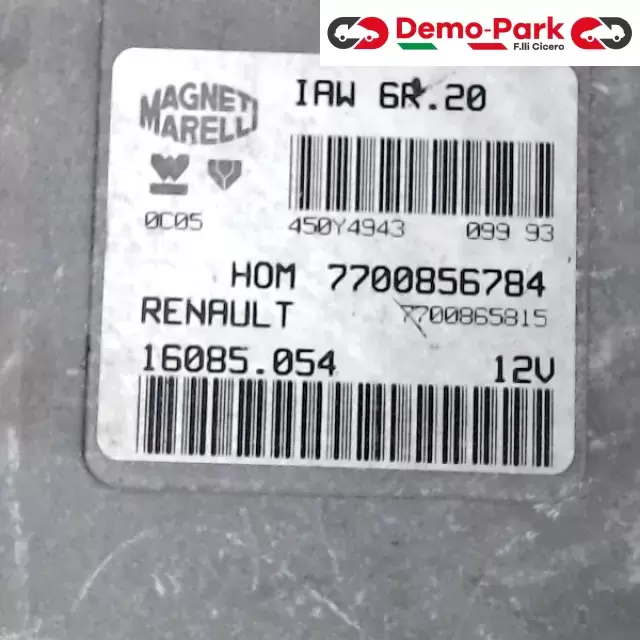 Demo-Park
F.lli Cicero
MAGNETI
MARELLI
IAW 6R.20
0C05
450Y4943
099 93
HOM 7700856784
RENAULT
7700865815
16085.054
12V